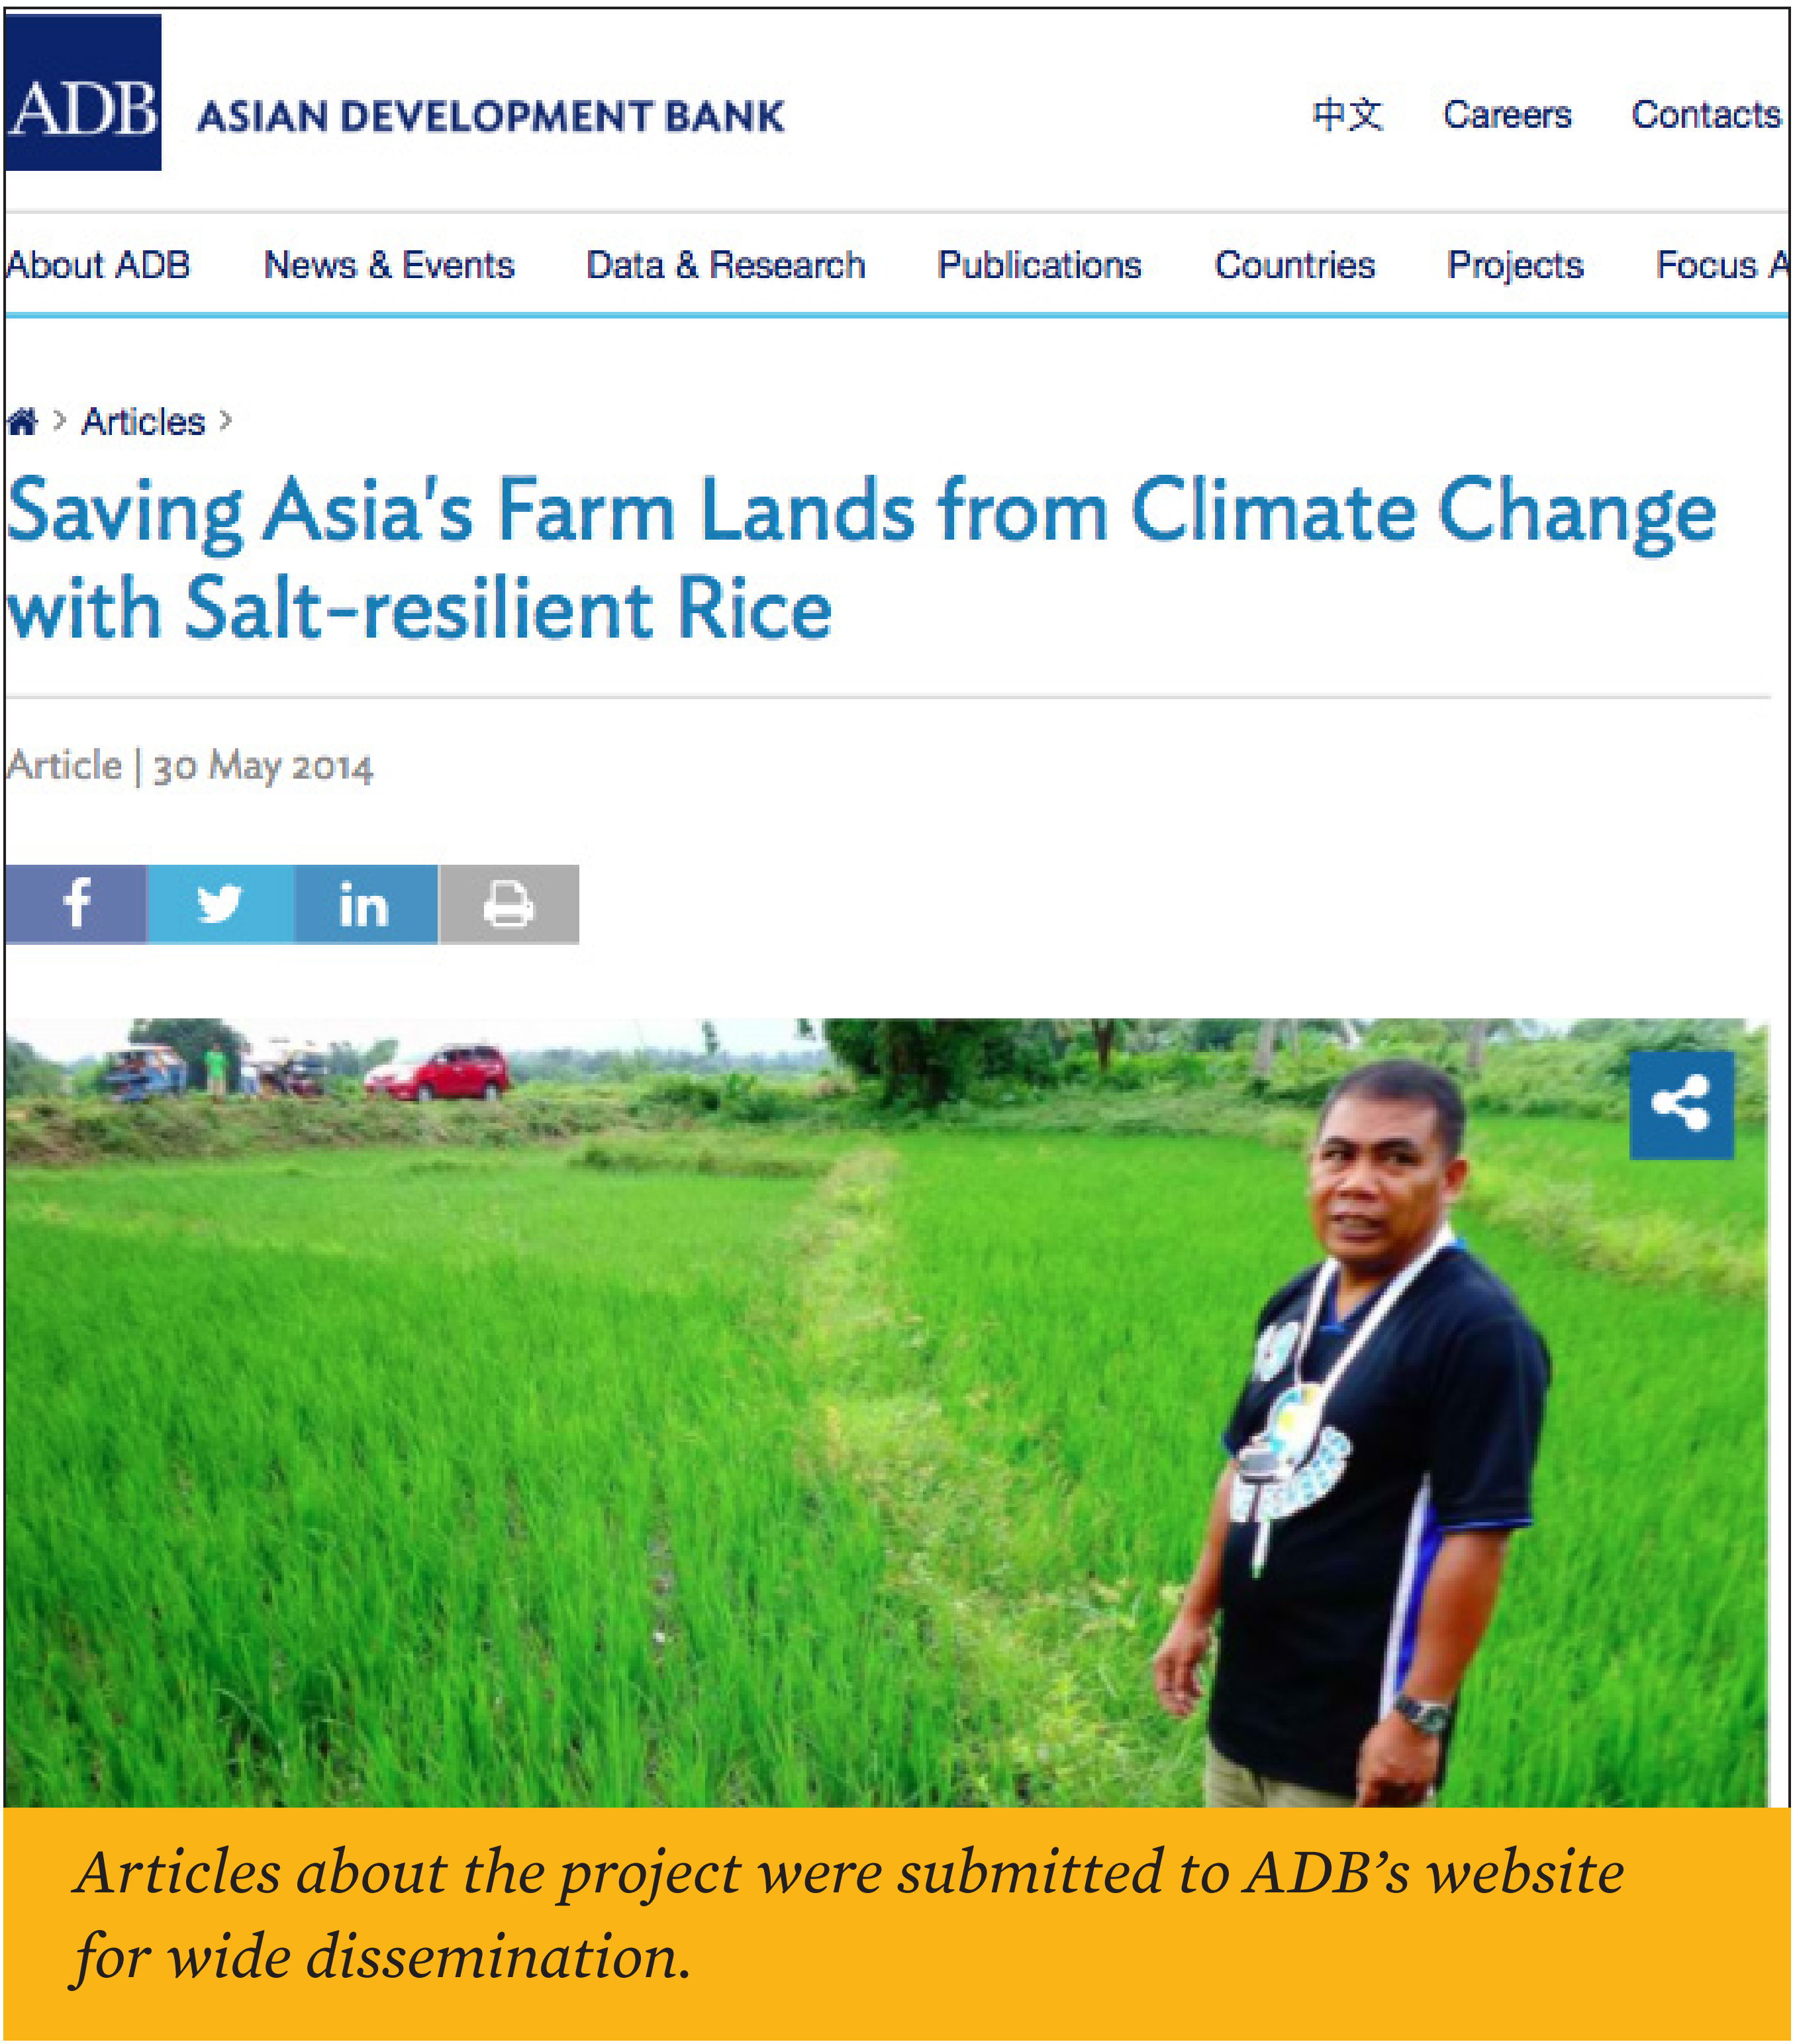 ADB
ASIAN DEVELOPMENT BANK
中文 Careers Contacts
About ADB News & Events Data & Research Publications Countries Projects Focus A
Articles
Saving Asia's Farm Lands from Climate Change
with Salt-resilient Rice
Article | 30 May 2014
f in
Articles about the project were submitted to ADB’s website
for wide dissemination.